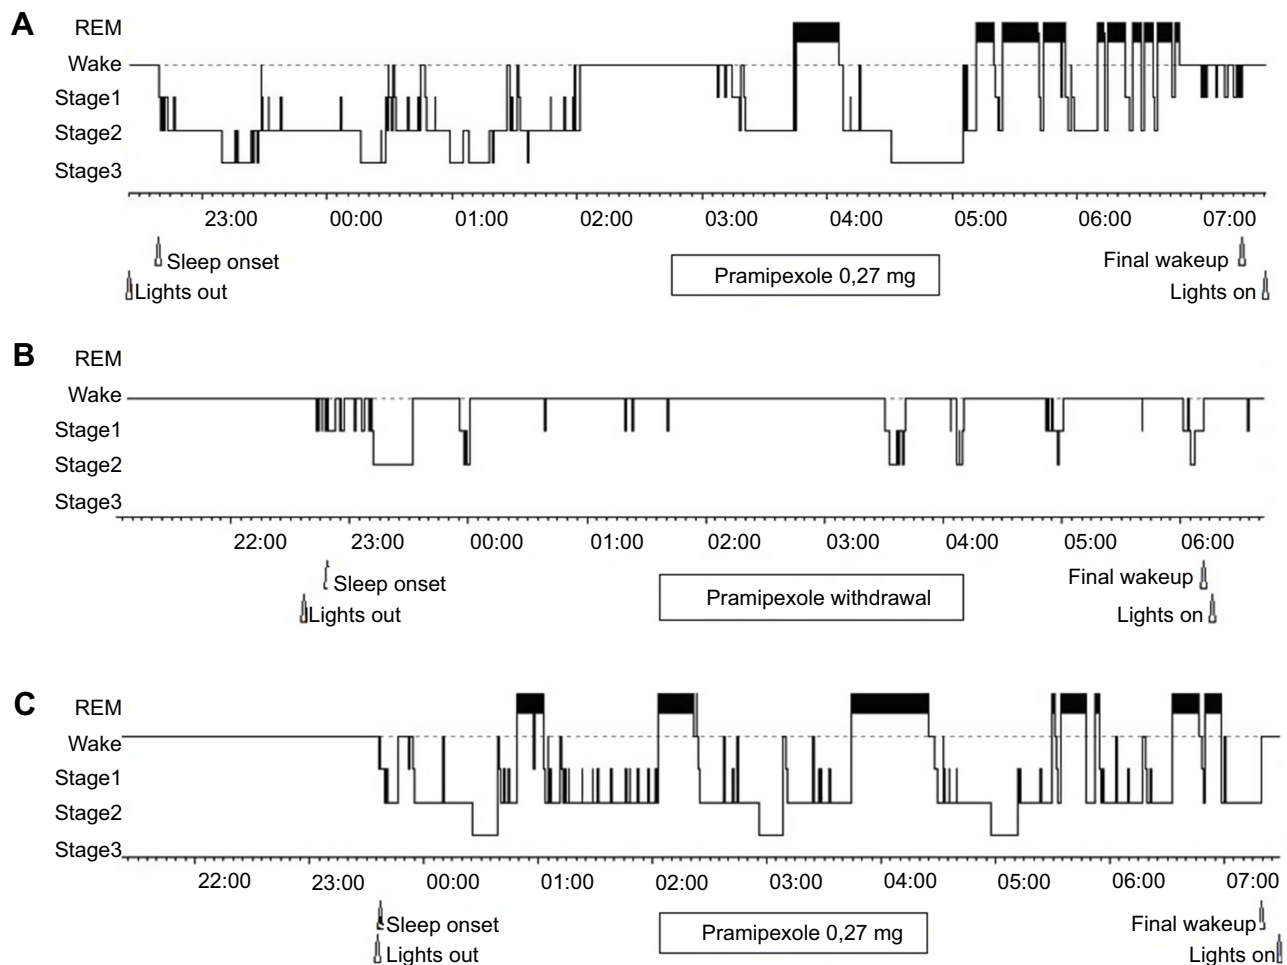 A
REM
Wake
Stage1
Stage2
Stage3
23:00 00:00 01:00 02:00 03:00 04:00 05:00 06:00 07:00
Sleep onset
Final wakeup
Pramipexole 0,27 mg
Lights out
Lights on
B
REM
Wake
Stage1
Stage2
Stage3
22:00 23:00 00:00 01:00 02:00 03:00 04:00 05:00 06:00
Sleep onset
Final wakeup
Pramipexole withdrawal
Lights out
Lights on
C
REM
Wake
Stage1
Stage2
Stage3
22:00 23:00 00:00 01:00 02:00 03:00 04:00 05:00 06:00 07:00
Sleep onset
Final wakeup
Pramipexole 0,27 mg
Lights out
Lights on